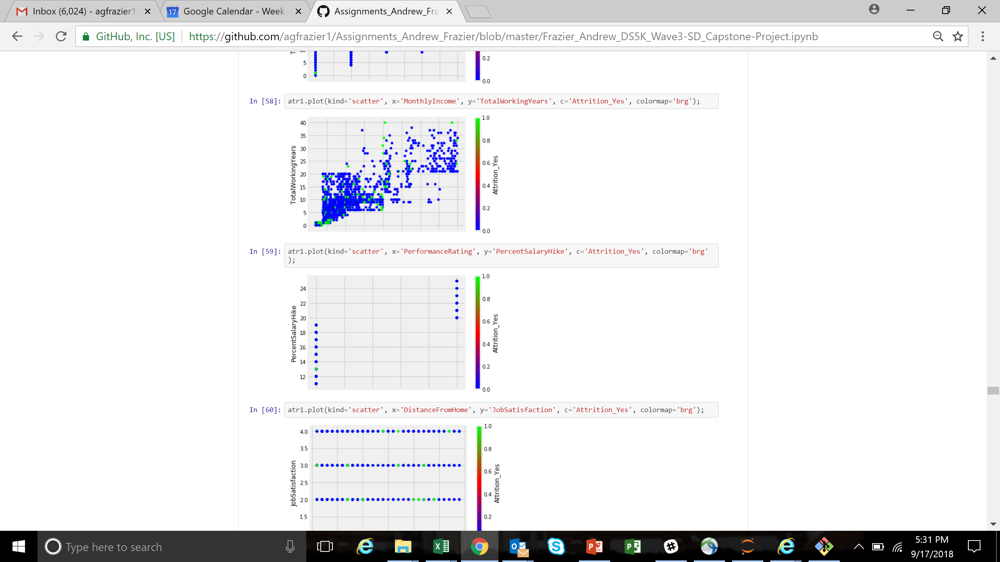 Inbox (6,024) - agfrazier1
Google Calendar - Week
17
Assignments_Andrew_Fra
GitHub, Inc. [US]
https://github.com/agfrazier1/Assignments_Andrew_Frazier/blob/master/Frazier_Andrew_DS5K_Wave3-SD_Capstone-Project.ipynb
5
0
0.2
0.0
In [58]:
atr1.plot(kind='scatter', x='MonthlyIncome', y='TotalWorkingYears', c='Attrition_Yes', colormap='brg');
40
35
30
25
20
15
10
5
0
TotalWorkingYears
1.0
0.8
0.6
0.4
0.2
0.0
Attrition_Yes
In [59]:
atr1.plot(kind='scatter', x='PerformanceRating', y='PercentSalaryHike', c='Attrition_Yes', colormap='brg'
);
24
22
20
18
16
14
12
PercentSalaryHike
1.0
0.8
0.6
0.4
0.2
0.0
Attrition_Yes
In [60]:
atr1.plot(kind='scatter', x='DistanceFromHome', y='JobSatisfaction', c='Attrition_Yes', colormap='brg');
4.0
3.5
3.0
2.5
2.0
1.5
JobSatisfaction
1.0
0.8
0.6
0.4
0.2
Attrition_Yes
Type here to search
5:31 PM
9/17/2018